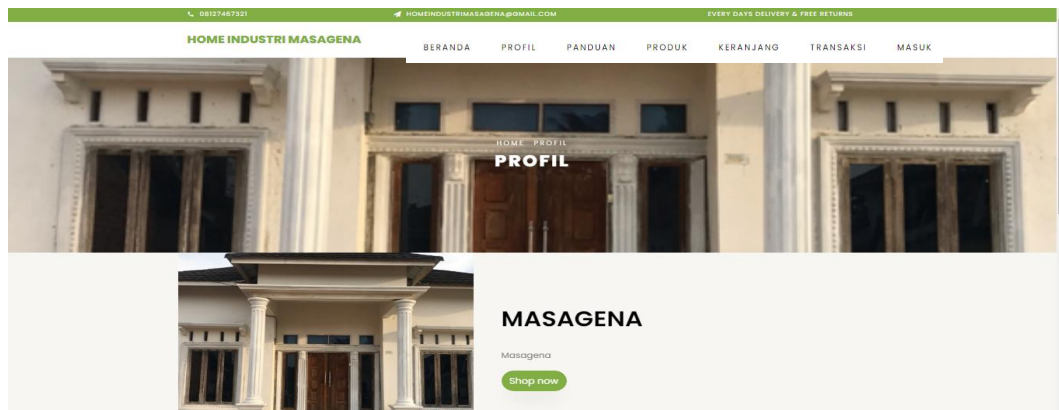 08127467321 HOMEINDUSTRIMASAGENA@GMAIL.COM EVERY DAYS DELIVERY & FREE RETURNS
HOME INDUSTRI MASAGENA BERANDA PROFIL PANDUAN PRODUK KERANJANG TRANSAKSI MASUK
HOME PROFIL
PROFIL
MASAGENA
Masagena
Shop now